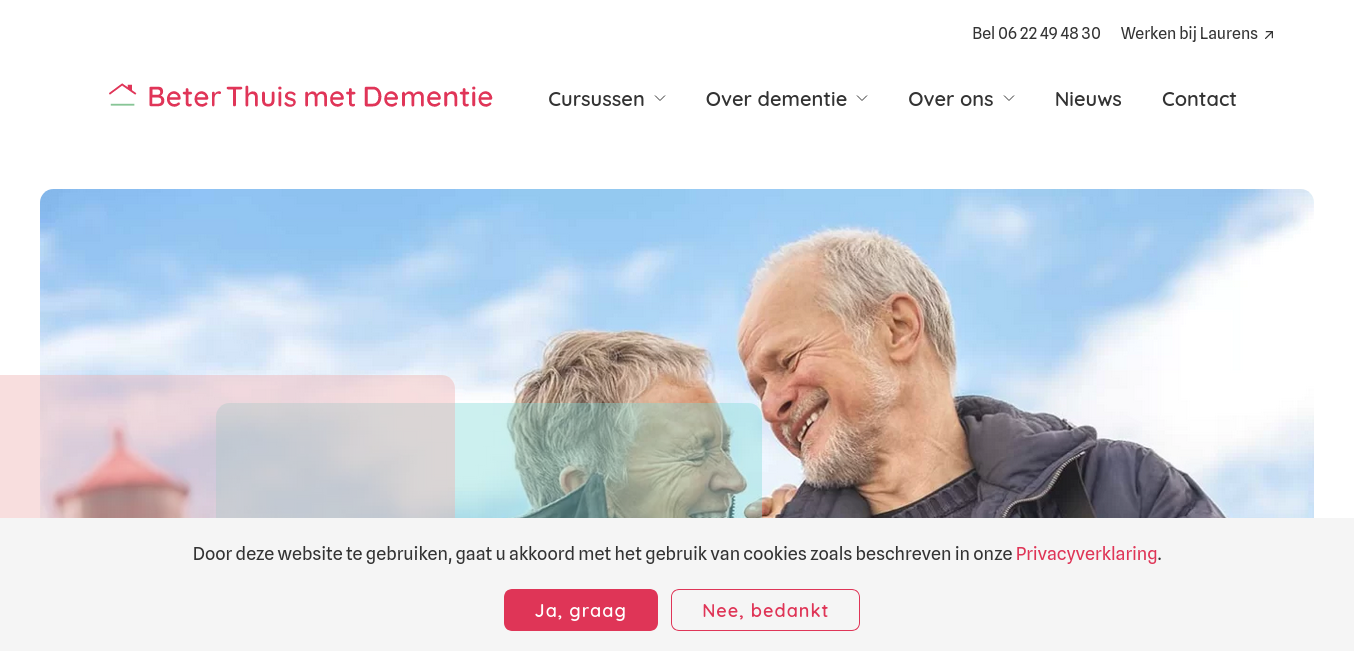 Bel 06 22 49 48 30 Werken bij Laurens
Beter Thuis met Dementie
Cursussen Over dementie Over ons Nieuws Contact
Door deze website te gebruiken, gaat u akkoord met het gebruik van cookies zoals beschreven in onze Privacyverklaring.
Ja, graag Nee, bedankt